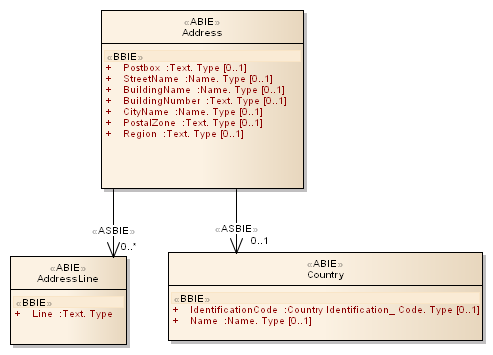 «ABIE»
Address
«BBIE»
+ Postbox :Text. Type [0..1]
+ StreetName :Name. Type [0..1]
+ BuildingName :Name. Type [0..1]
+ BuildingNumber :Text. Type [0..1]
+ CityName :Name. Type [0..1]
+ PostalZone :Text. Type [0..1]
+ Region :Text. Type [0..1]
«ASBIE» «ASBIE»
0..* 0..1
«ABIE»
AddressLine
«BBIE»
+ Line :Text. Type
«ABIE»
Country
«BBIE»
+ IdentificationCode :Country Identification_ Code. Type [0..1]
+ Name :Name. Type [0..1]